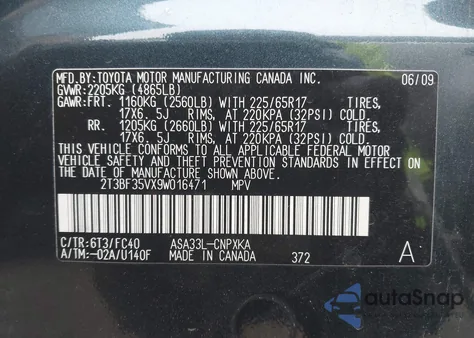 MFD. BY: TOYOTA MOTOR MANUFACTURING CANADA INC. 06/09
GVWR: 2205KG (4865LB)
GAWR: FRT. 1160KG (2560LB) WITH 225/65R17 TIRES,
17X6. 5J RIMS, AT 220KPA (32PSI) COLD.
RR. 1205KG (2660LB) WITH 225/65R17 TIRES,
17X6. 5J RIMS, AT 220KPA (32PSI) COLD.
THIS VEHICLE CONFORMS TO ALL APPLICABLE FEDERAL MOTOR
VEHICLE SAFETY AND THEFT PREVENTION STANDARDS IN EFFECT
ON THE DATE OF MANUFACTURE SHOWN ABOVE.
2T3BF35VX9W016471 MPV
C/TR: 6T3/FC40 ASA33L-CNPXKA
A/TM: -02A/U140F MADE IN CANADA 372 A
autoSnap